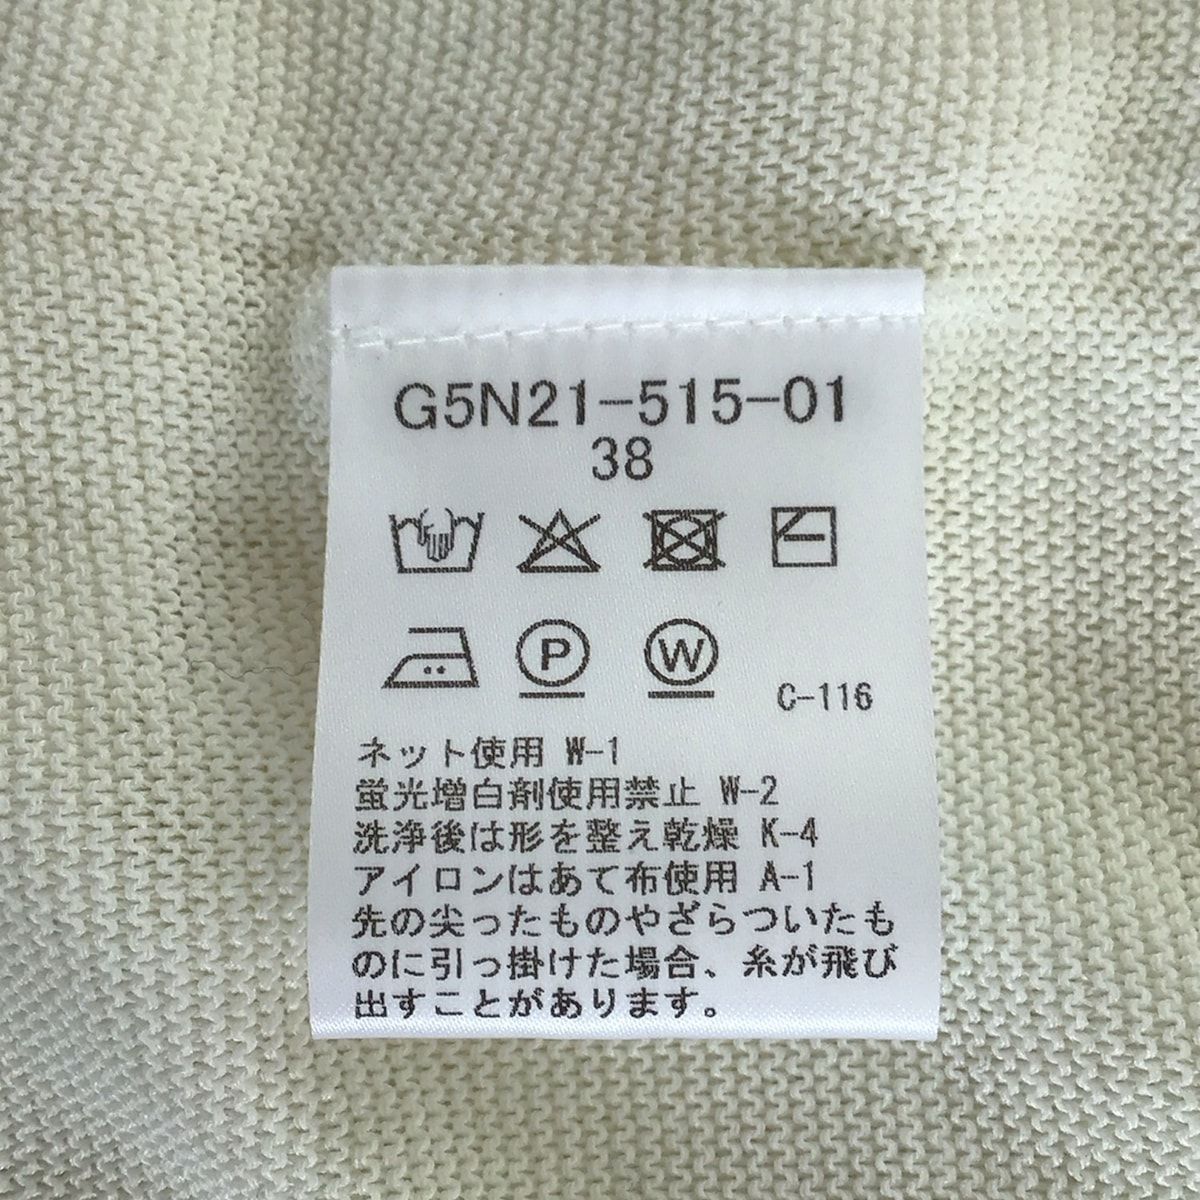 G5N21-515-01
38
P W
C-116
ネット使用 W-1
蛍光増白剤使用禁止 W-2
洗浄後は形を整え乾燥 K-4
アイロンはあて布使用 A-1
先の尖ったものやざらついたも
のに引っ掛けた場合、糸が飛び
出すことがあります。